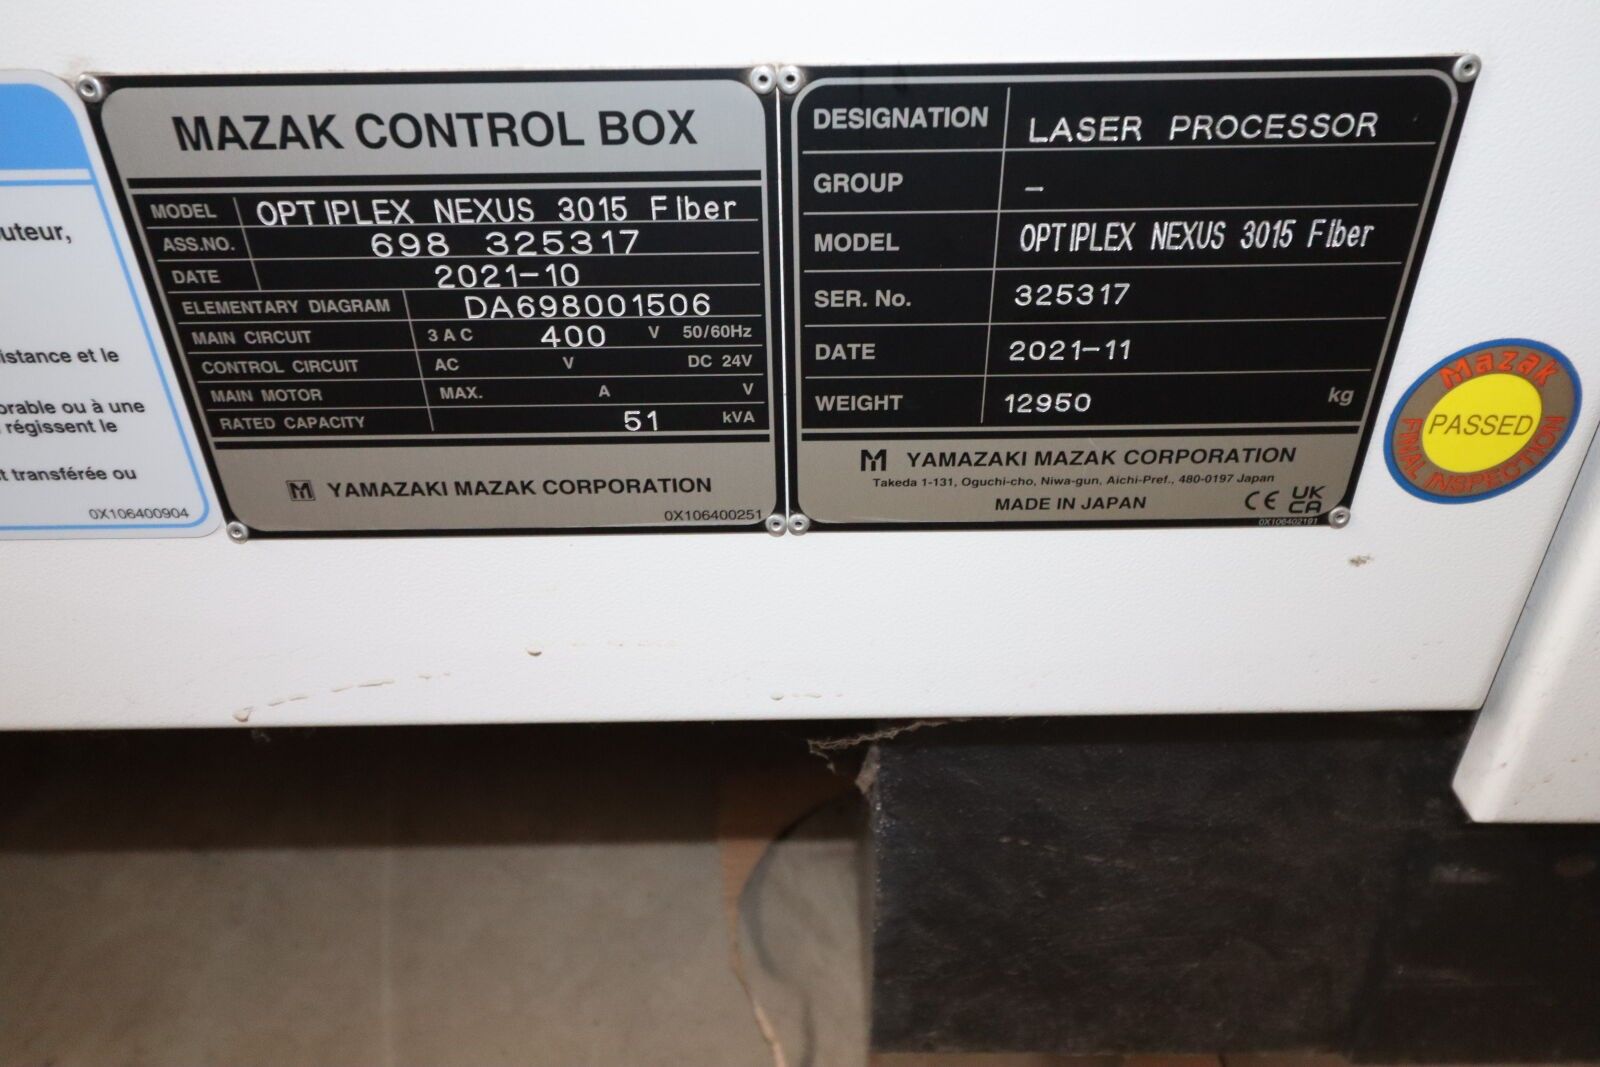 uteur,
istance et le
orable ou à une
régissent le
t transférée ou
0X106400904
MAZAK CONTROL BOX
MODEL OPTIPLEX NEXUS 3015 Fiber
ASS.NO. 698 325317
DATE 2021-10
ELEMENTARY DIAGRAM DA698001506
MAIN CIRCUIT 3 A C 400 V 50/60Hz
CONTROL CIRCUIT AC V DC 24V
MAIN MOTOR MAX. A V
RATED CAPACITY 51 kVA
M YAMAZAKI MAZAK CORPORATION
0X106400251
DESIGNATION LASER PROCESSOR
GROUP –
MODEL OPTIPLEX NEXUS 3015 Fiber
SER. No. 325317
DATE 2021-11
WEIGHT 12950 kg
M YAMAZAKI MAZAK CORPORATION
Takeda 1-131, Oguchi-cho, Niwa-gun, Aichi-Pref., 480-0197 Japan
MADE IN JAPAN CE UK CA
0X106402191
Mazak
PASSED
FINAL INSPECTION